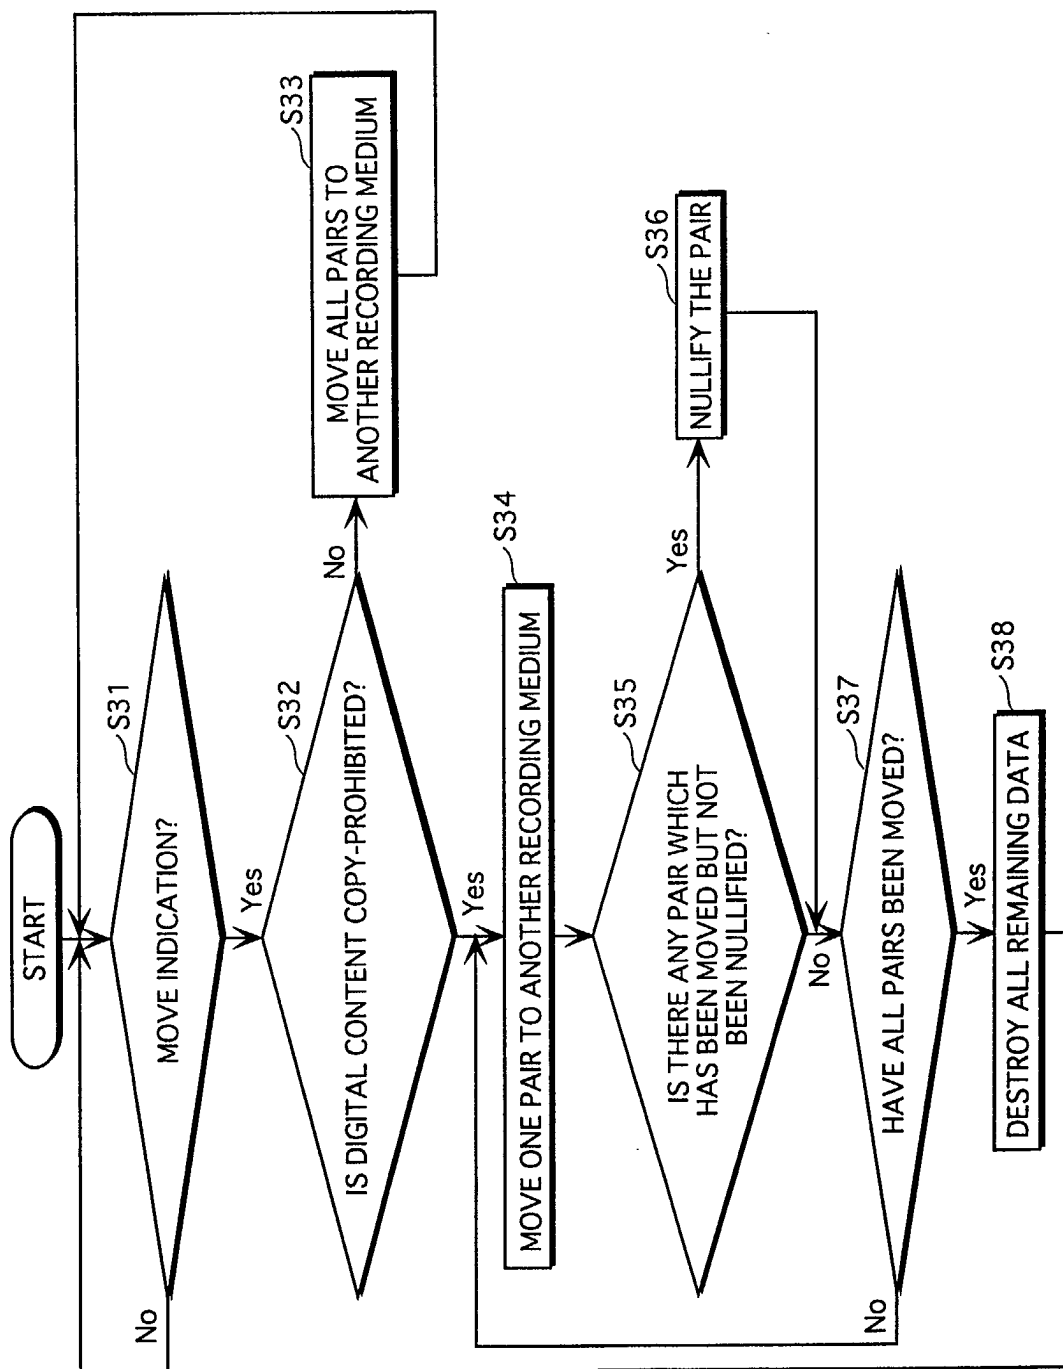 START
S31
MOVE INDICATION?
No
Yes
S32
IS DIGITAL CONTENT COPY-PROHIBITED?
No
S33
MOVE ALL PAIRS TO
ANOTHER RECORDING MEDIUM
Yes
S34
MOVE ONE PAIR TO ANOTHER RECORDING MEDIUM
S35
IS THERE ANY PAIR WHICH
HAS BEEN MOVED BUT NOT
BEEN NULLIFIED?
Yes
S36
NULLIFY THE PAIR
No
S37
HAVE ALL PAIRS BEEN MOVED?
No
Yes
S38
DESTROY ALL REMAINING DATA